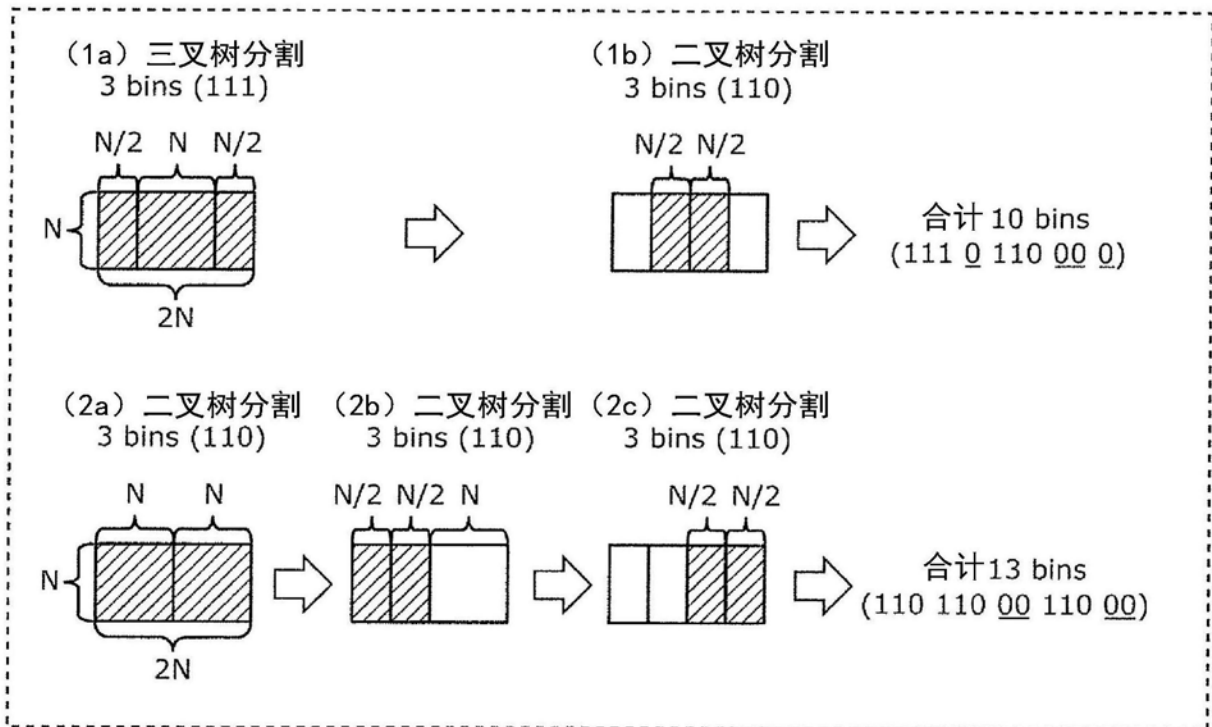 (1a) 三叉树分割
3 bins (111)
N/2 N N/2
N
2N
(1b) 二叉树分割
3 bins (110)
N/2 N/2
合计 10 bins
(111 0 110 00 0)
(2a) 二叉树分割
3 bins (110)
N N
N
2N
(2b) 二叉树分割
3 bins (110)
N/2 N/2 N
(2c) 二叉树分割
3 bins (110)
N/2 N/2
合计 13 bins
(110 110 00 110 00)